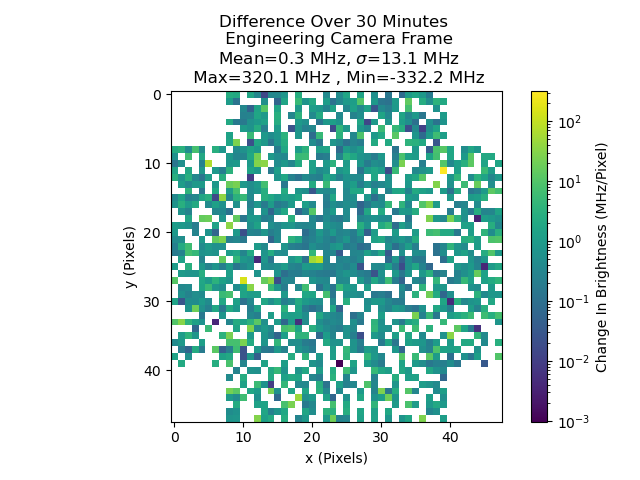 Difference Over 30 Minutes
Engineering Camera Frame
Mean=0.3 MHz, σ=13.1 MHz
Max=320.1 MHz , Min=-332.2 MHz
0
10
20
30
40
y (Pixels)
0
10
20
30
40
x (Pixels)
10²
10¹
10⁰
10⁻¹
10⁻²
10⁻³
Change In Brightness (MHz/Pixel)